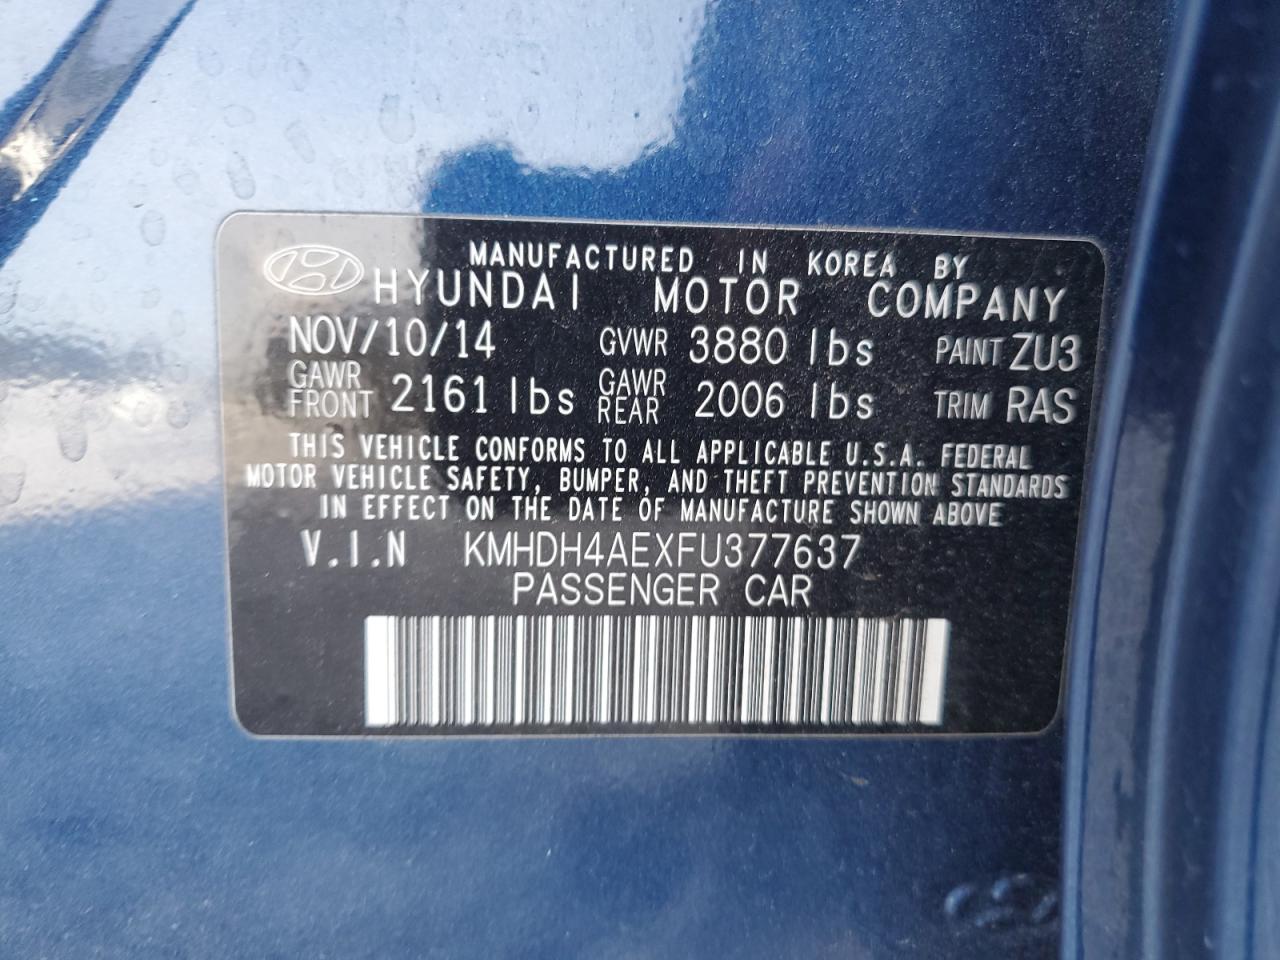 MANUFACTURED IN KOREA BY
HYUNDAI MOTOR COMPANY
NOV/10/14 GVWR 3880 lbs PAINT ZU3
GAWR FRONT 2161 lbs GAWR REAR 2006 lbs TRIM RAS
THIS VEHICLE CONFORMS TO ALL APPLICABLE U.S.A. FEDERAL
MOTOR VEHICLE SAFETY, BUMPER, AND THEFT PREVENTION STANDARDS
IN EFFECT ON THE DATE OF MANUFACTURE SHOWN ABOVE
V.I.N KMHDH4AEXFU377637
PASSENGER CAR